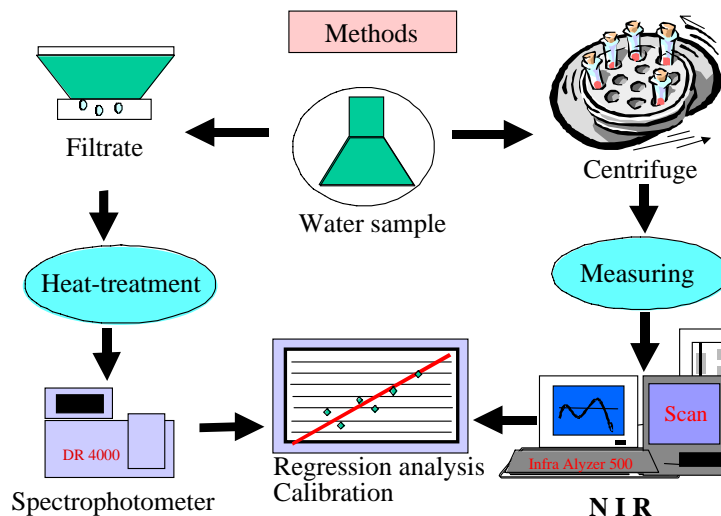 Methods
Filtrate
Water sample
Centrifuge
Heat-treatment
Measuring
DR 4000
Spectrophotometer
Regression analysis
Calibration
Scan
Infra Alyzer 500
N I R